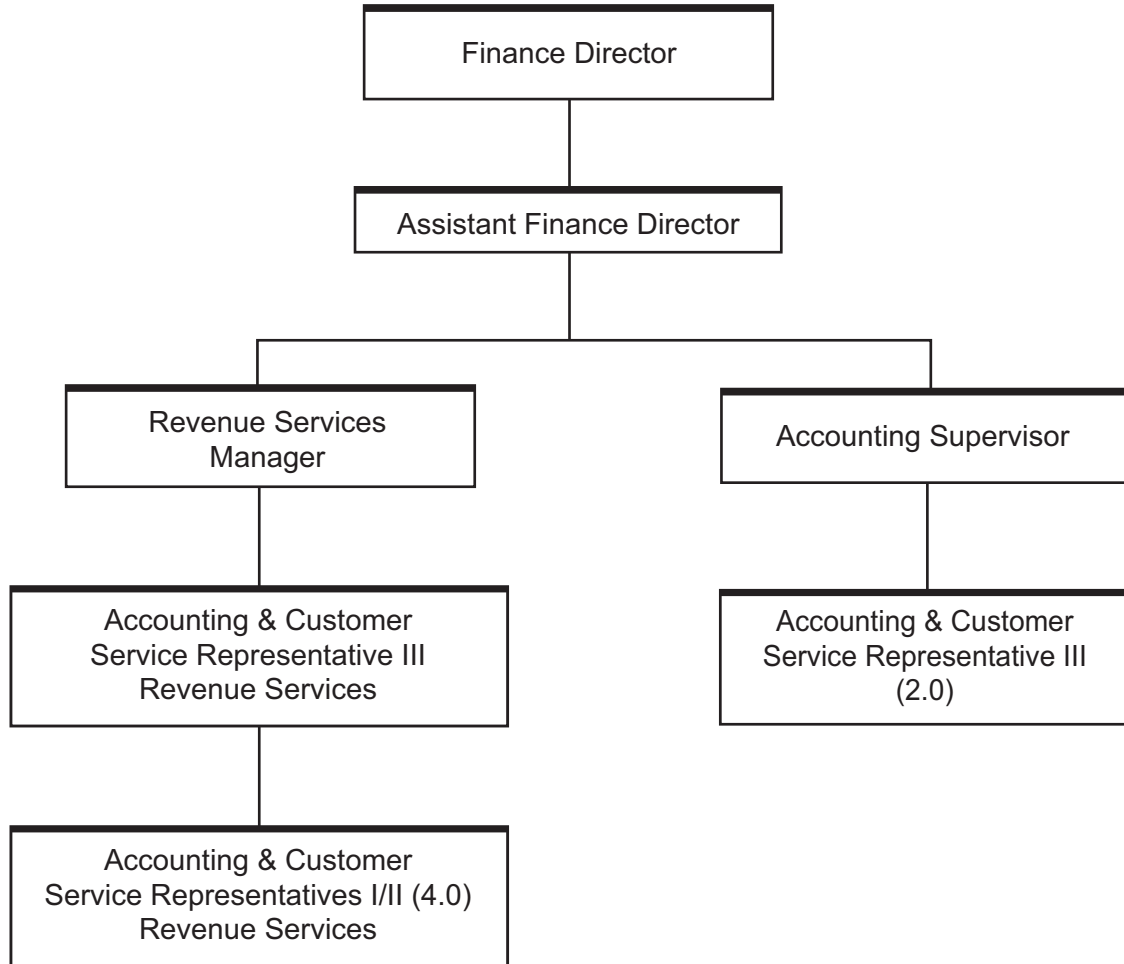 Finance Director
Assistant Finance Director
Revenue Services
Manager
Accounting Supervisor
Accounting & Customer
Service Representative III
Revenue Services
Accounting & Customer
Service Representative III
(2.0)
Accounting & Customer
Service Representatives I/II (4.0)
Revenue Services